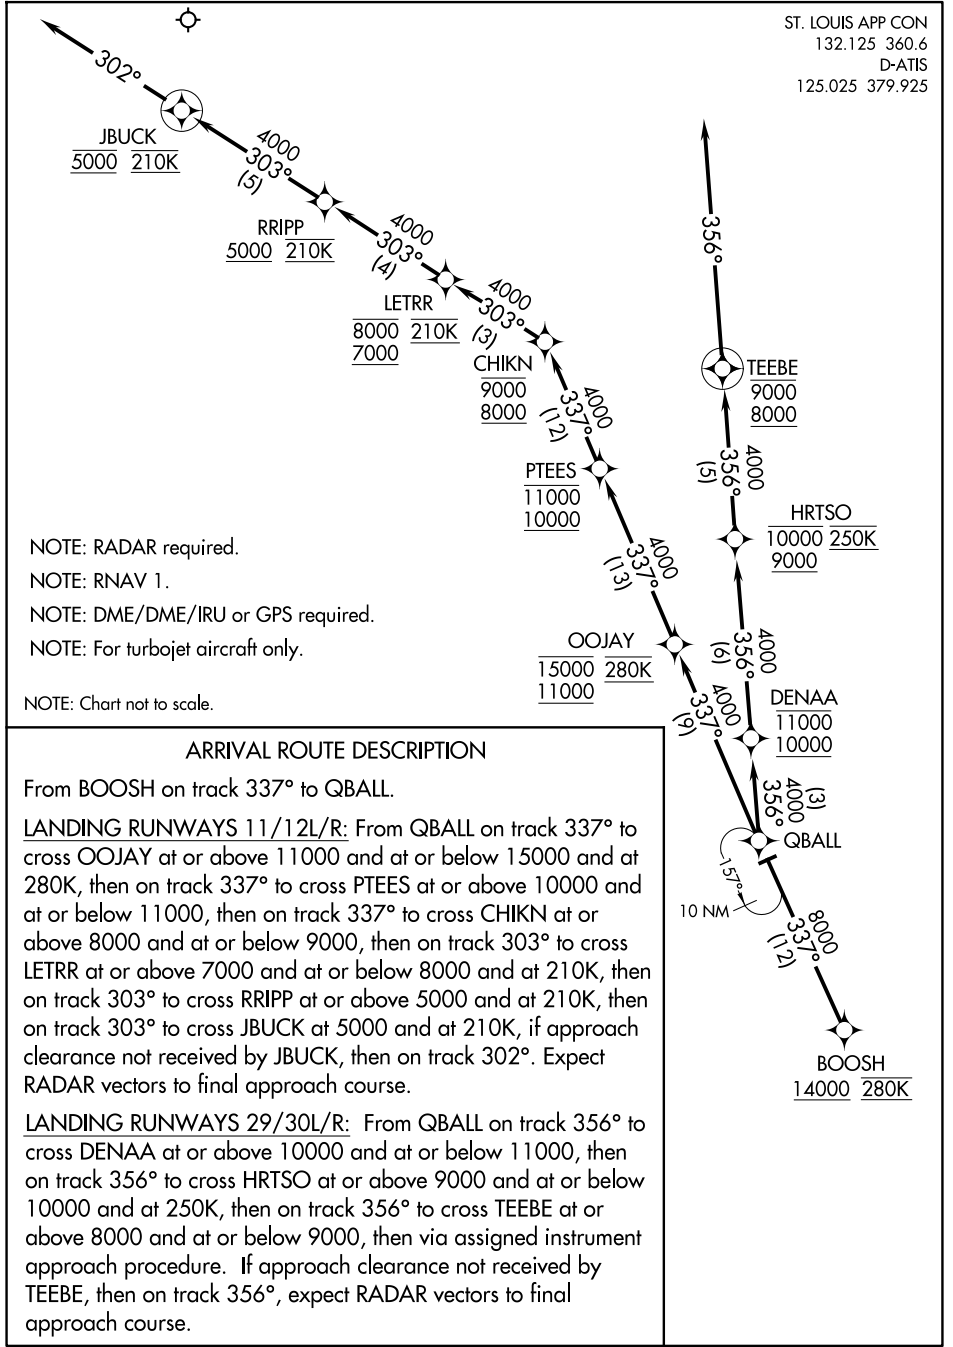 ST. LOUIS APP CON
132.125 360.6
D-ATIS
125.025 379.925
302°
JBUCK
5000 210K
4000
303°
(5)
RRIPP
5000 210K
4000
303°
(4)
LETRR
8000 210K
7000
4000
303°
(3)
CHIKN
9000
8000
4000
337°
(12)
PTEES
11000
10000
4000
337°
(13)
OOJAY
15000 280K
11000
4000
337°
(9)
356°
TEEBE
9000
8000
4000
356°
(5)
HRTSO
10000 250K
9000
4000
356°
(6)
DENAA
11000
10000
(3)
4000
356°
QBALL
157°
10 NM
8000
337°
(12)
BOOSH
14000 280K
NOTE: RADAR required.
NOTE: RNAV 1.
NOTE: DME/DME/IRU or GPS required.
NOTE: For turbojet aircraft only.
NOTE: Chart not to scale.
ARRIVAL ROUTE DESCRIPTION
From BOOSH on track 337° to QBALL.
LANDING RUNWAYS 11/12L/R: From QBALL on track 337° to
cross OOJAY at or above 11000 and at or below 15000 and at
280K, then on track 337° to cross PTEES at or above 10000 and
at or below 11000, then on track 337° to cross CHIKN at or
above 8000 and at or below 9000, then on track 303° to cross
LETRR at or above 7000 and at or below 8000 and at 210K, then
on track 303° to cross RRIPP at or above 5000 and at 210K, then
on track 303° to cross JBUCK at 5000 and at 210K, if approach
clearance not received by JBUCK, then on track 302°. Expect
RADAR vectors to final approach course.
LANDING RUNWAYS 29/30L/R: From QBALL on track 356° to
cross DENAA at or above 10000 and at or below 11000, then
on track 356° to cross HRTSO at or above 9000 and at or below
10000 and at 250K, then on track 356° to cross TEEBE at or
above 8000 and at or below 9000, then via assigned instrument
approach procedure. If approach clearance not received by
TEEBE, then on track 356°, expect RADAR vectors to final
approach course.